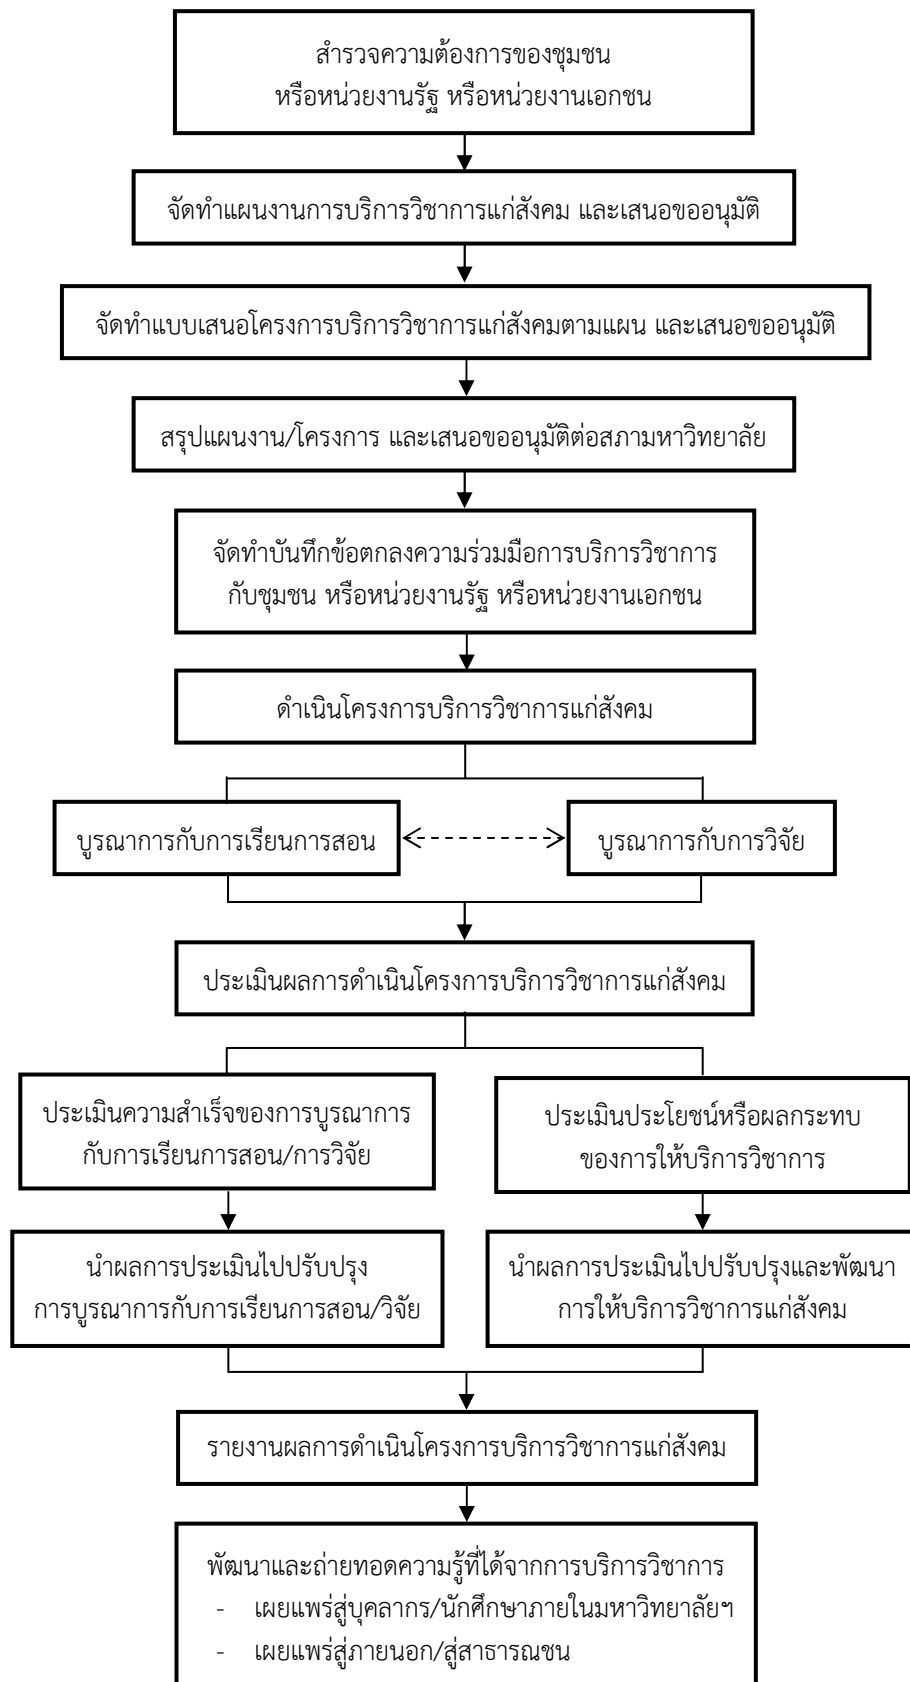 สำรวจความต้องการของชุมชน
หรือหน่วยงานรัฐ หรือหน่วยงานเอกชน
จัดทำแผนงานการบริการวิชาการแก่สังคม และเสนอขออนุมัติ
จัดทำแบบเสนอโครงการบริการวิชาการแก่สังคมตามแผน และเสนอขออนุมัติ
สรุปแผนงาน/โครงการ และเสนอขออนุมัติต่อสภามหาวิทยาลัย
จัดทำบันทึกข้อตกลงความร่วมมือการบริการวิชาการ
กับชุมชน หรือหน่วยงานรัฐ หรือหน่วยงานเอกชน
ดำเนินโครงการบริการวิชาการแก่สังคม
บูรณาการกับการเรียนการสอน
บูรณาการกับการวิจัย
ประเมินผลการดำเนินโครงการบริการวิชาการแก่สังคม
ประเมินความสำเร็จของการบูรณาการ
กับการเรียนการสอน/การวิจัย
ประเมินประโยชน์หรือผลกระทบ
ของการให้บริการวิชาการ
นำผลการประเมินไปปรับปรุง
การบูรณาการกับการเรียนการสอน/วิจัย
นำผลการประเมินไปปรับปรุงและพัฒนา
การให้บริการวิชาการแก่สังคม
รายงานผลการดำเนินโครงการบริการวิชาการแก่สังคม
พัฒนาและถ่ายทอดความรู้ที่ได้จากการบริการวิชาการ
- เผยแพร่สู่บุคลากร/นักศึกษาภายในมหาวิทยาลัยฯ
- เผยแพร่สู่ภายนอก/สู่สาธารณชน